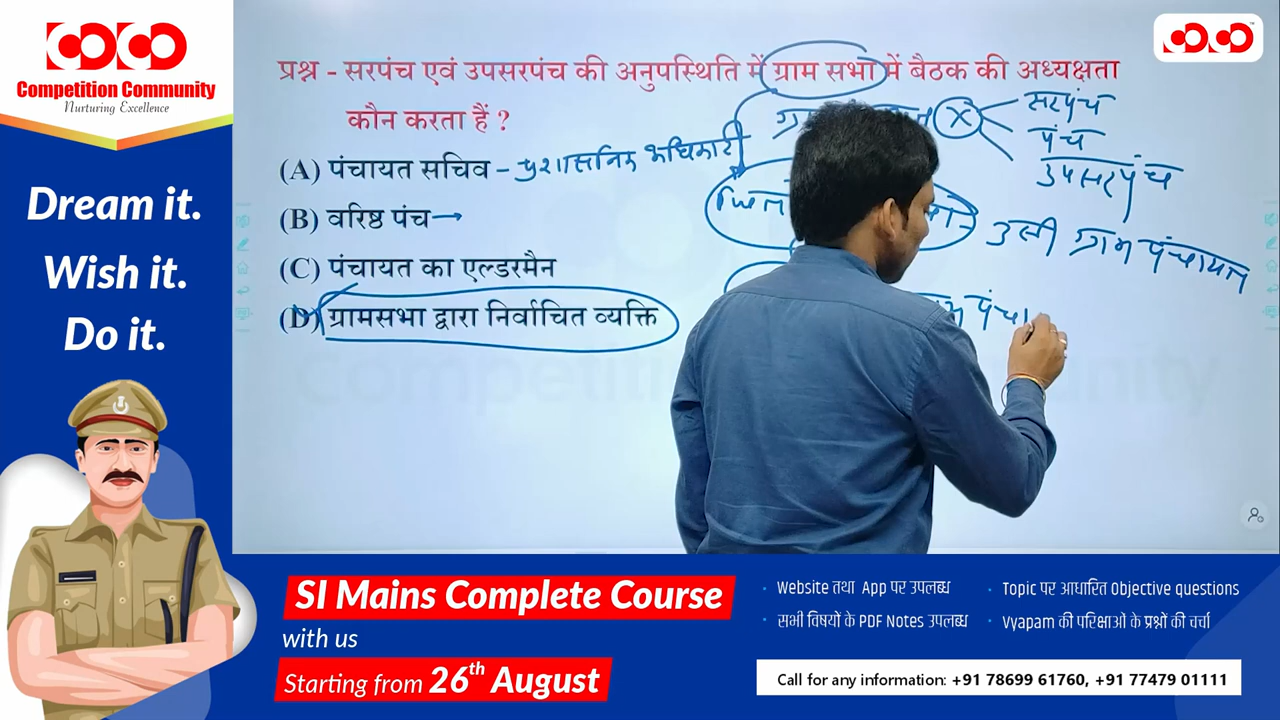 COCO
Competition Community
Nurturing Excellence
Dream it.
Wish it.
Do it.
COCO
प्रश्न - सरपंच एवं उपसरपंच की अनुपस्थिति में ग्राम सभा में बैठक की अध्यक्षता
कौन करता हैं ?
(A) पंचायत सचिव - प्रशासनिक अधिकारी
(B) वरिष्ठ पंच
(C) पंचायत का एल्डरमैन
(D) ग्रामसभा द्वारा निर्वाचित व्यक्ति
सरपंच
पंच
उपसरपंच
उसी ग्राम पंचायत
पंचा
SI Mains Complete Course
with us
Starting from 26th August
· Website तथा App पर उपलब्ध
· सभी विषयों के PDF Notes उपलब्ध
· Topic पर आधारित Objective questions
· Vyapam की परिक्षाओं के प्रश्नों की चर्चा
Call for any information: +91 78699 61760, +91 77479 01111